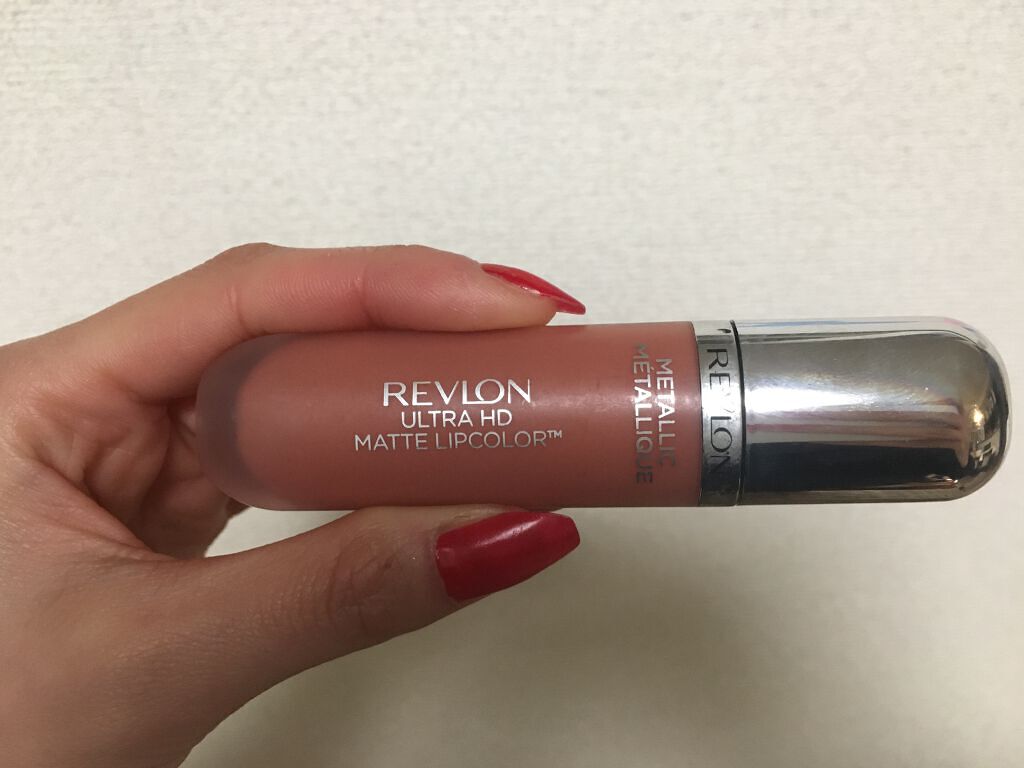 REVLON
ULTRA HD
MATTE LIPCOLOR™
METALLIC
MÉTALLIQUE
REVLON